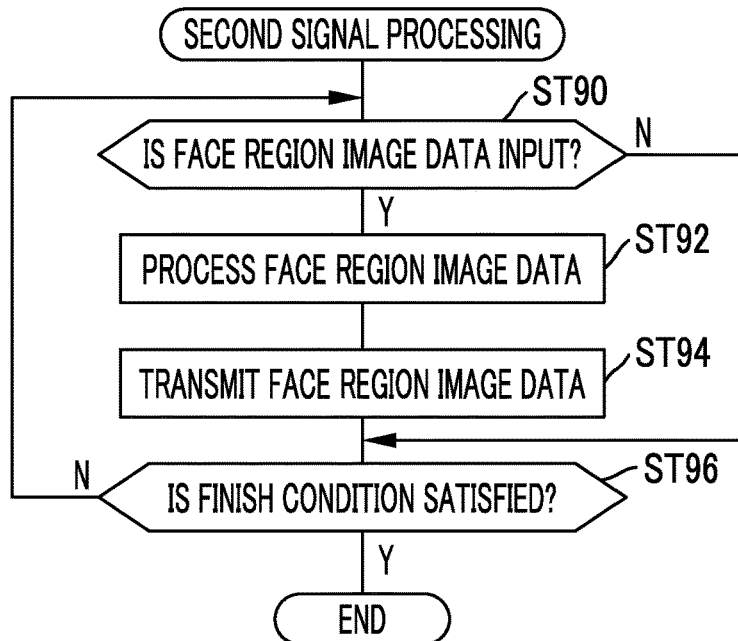 SECOND SIGNAL PROCESSING
ST90
IS FACE REGION IMAGE DATA INPUT?
N
Y
ST92
PROCESS FACE REGION IMAGE DATA
ST94
TRANSMIT FACE REGION IMAGE DATA
N
ST96
IS FINISH CONDITION SATISFIED?
Y
END